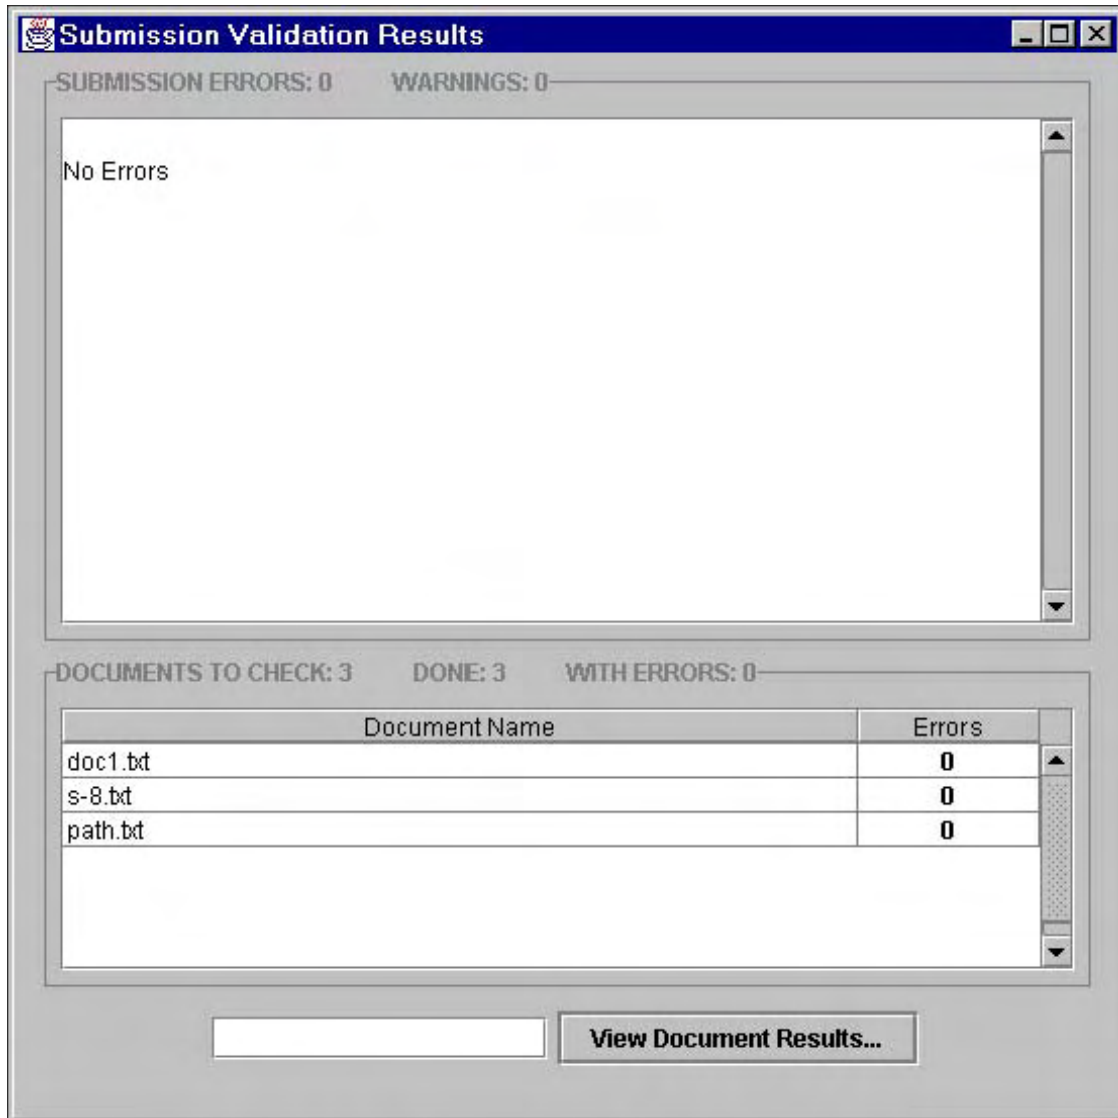 Submission Validation Results
SUBMISSION ERRORS: 0 WARNINGS: 0
No Errors
DOCUMENTS TO CHECK: 3 DONE: 3 WITH ERRORS: 0
Document Name Errors
doc1.txt 0
s-8.txt 0
path.txt 0
View Document Results...